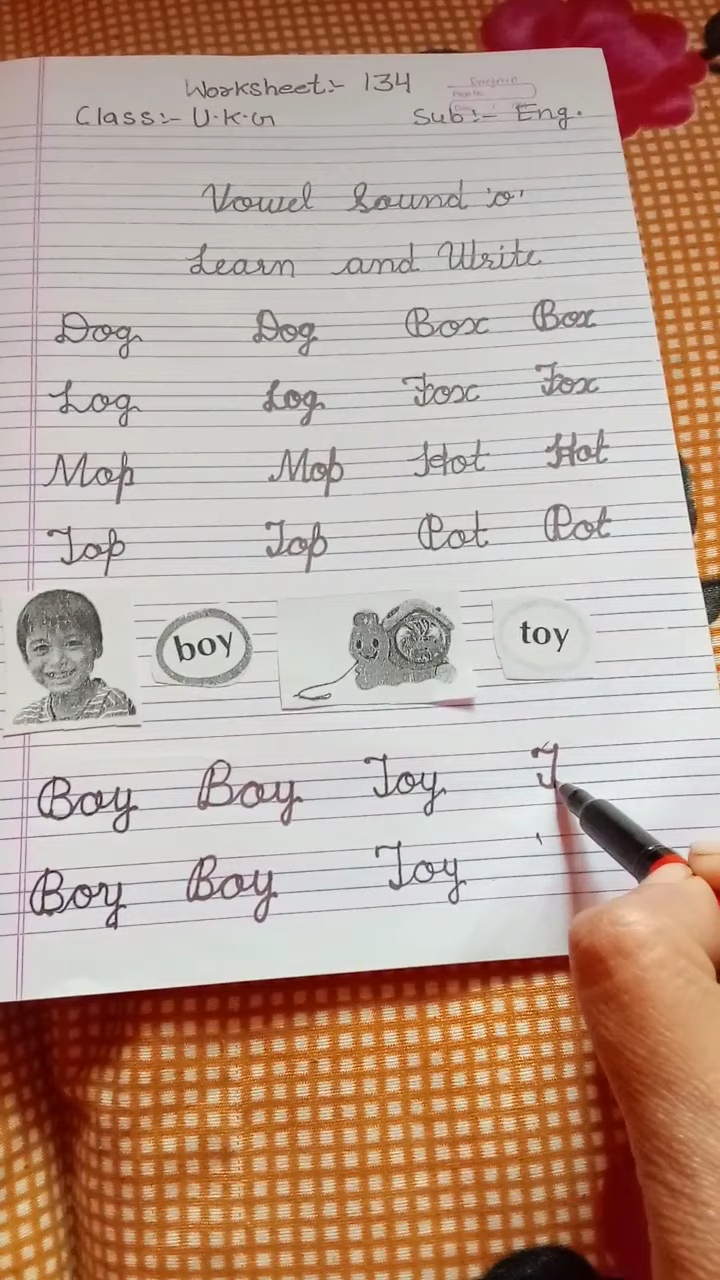 Worksheet:- 134
Class:- U.K.G Sub:- Eng.
Vowel Sound 'o'
Learn and Write
Dog Dog Box Box
Log Log Fox Fox
Mop Mop Hot Hot
Top Top Pot Pot
boy toy
Boy Boy Toy T
Boy Boy Toy